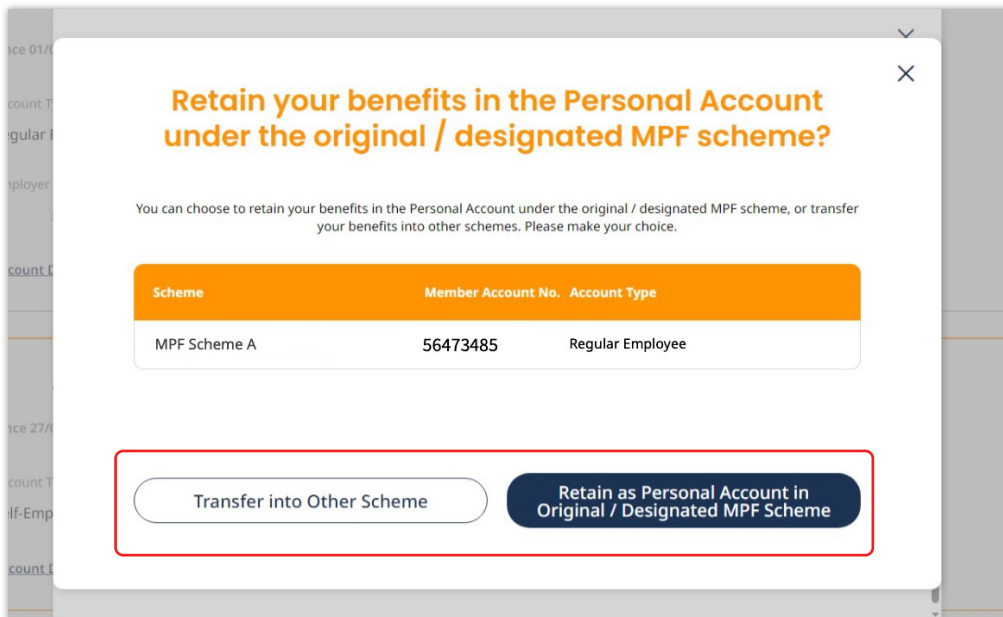 Retain your benefits in the Personal Account
under the original / designated MPF scheme?
You can choose to retain your benefits in the Personal Account under the original / designated MPF scheme, or transfer
your benefits into other schemes. Please make your choice.
Scheme Member Account No. Account Type
MPF Scheme A 56473485 Regular Employee
Transfer into Other Scheme
Retain as Personal Account in
Original / Designated MPF Scheme